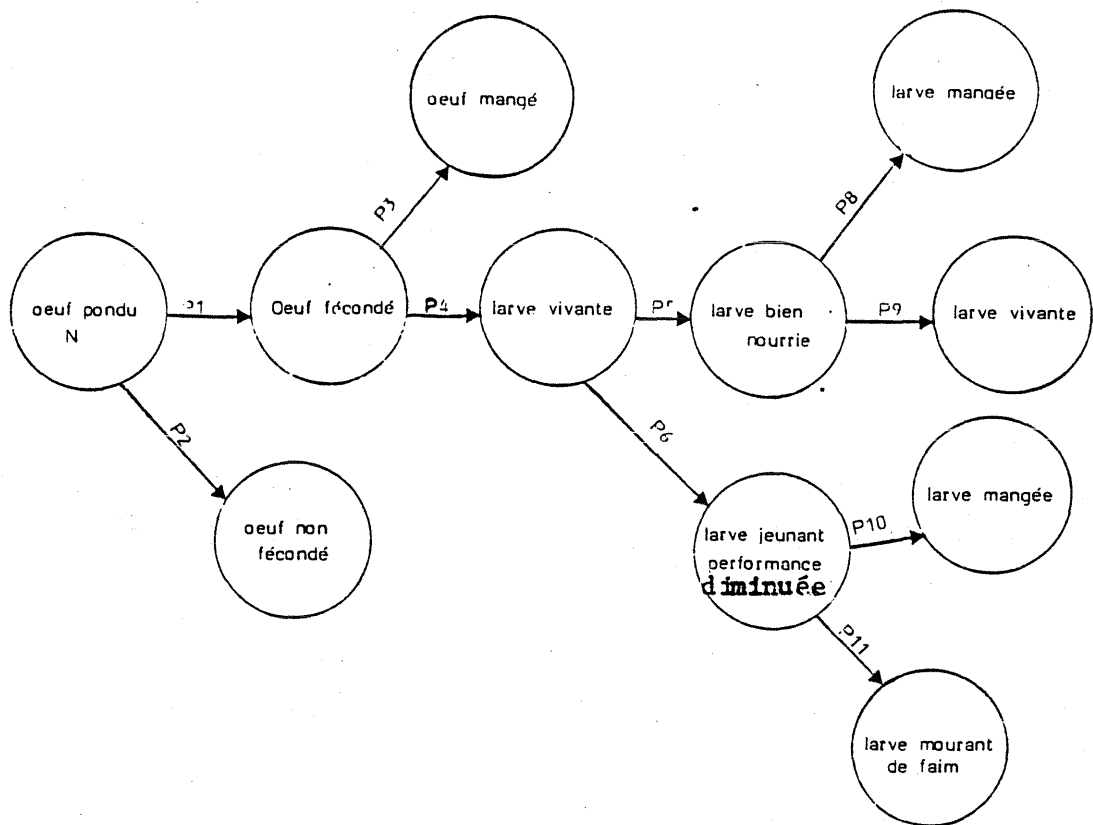 oeuf mangé
larve mangée
P3
P8
oeuf pondu
N
P1
Oeuf fécondé
P4
larve vivante
larve bien
nourrie
P9
larve vivante
P2
P6
oeuf non
fécondé
larve jeunant
performance
diminuée
P10
larve mangée
P11
larve mourant
de faim